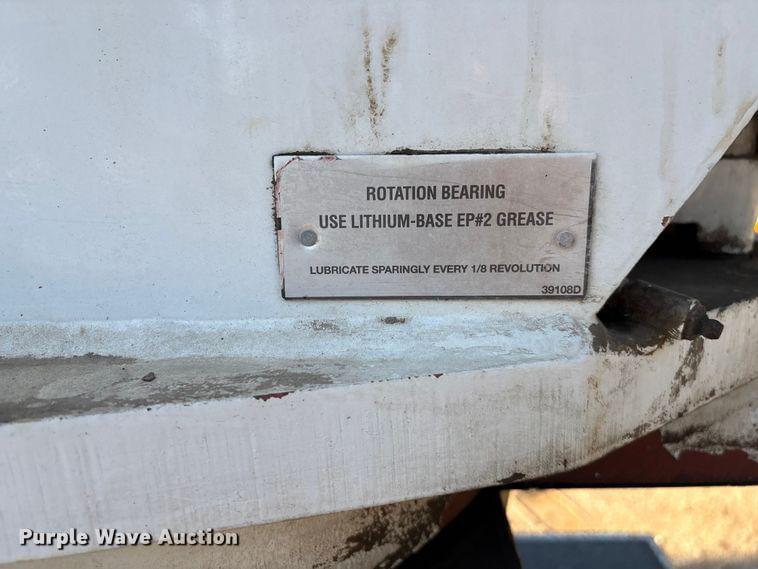 ROTATION BEARING
USE LITHIUM-BASE EP#2 GREASE
LUBRICATE SPARINGLY EVERY 1/8 REVOLUTION
39108D
Purple Wave Auction